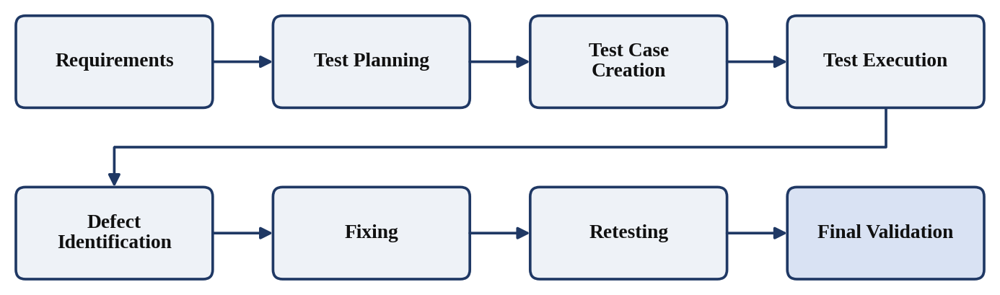 Requirements
Test Planning
Test Case
Creation
Test Execution
Defect
Identification
Fixing
Retesting
Final Validation